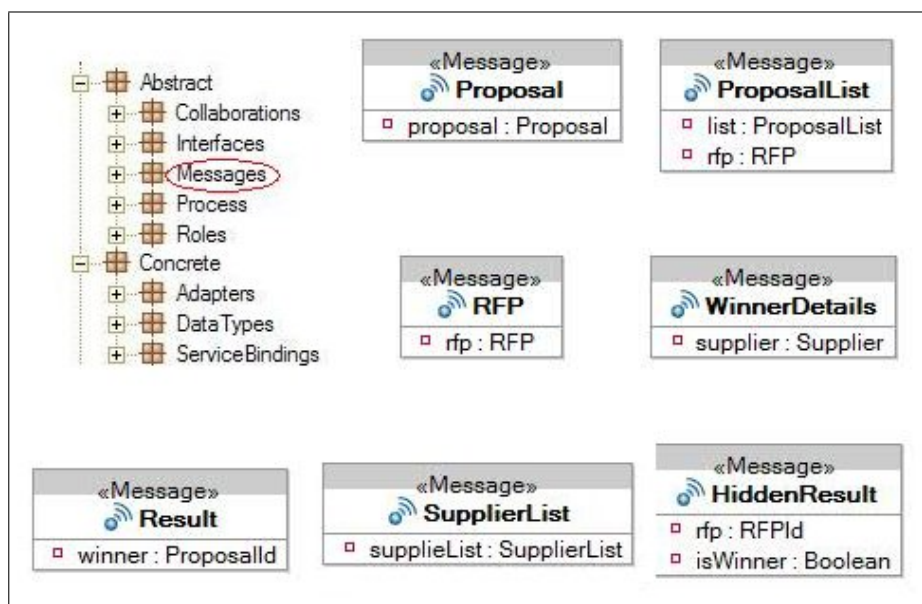 Abstract
Collaborations
Interfaces
Messages
Process
Roles
Concrete
Adapters
DataTypes
ServiceBindings
«Message»
Proposal
proposal : Proposal
«Message»
ProposalList
list : ProposalList
rfp : RFP
«Message»
RFP
rfp : RFP
«Message»
WinnerDetails
supplier : Supplier
«Message»
Result
winner : ProposalId
«Message»
SupplierList
supplieList : SupplierList
«Message»
HiddenResult
rfp : RFPId
isWinner : Boolean